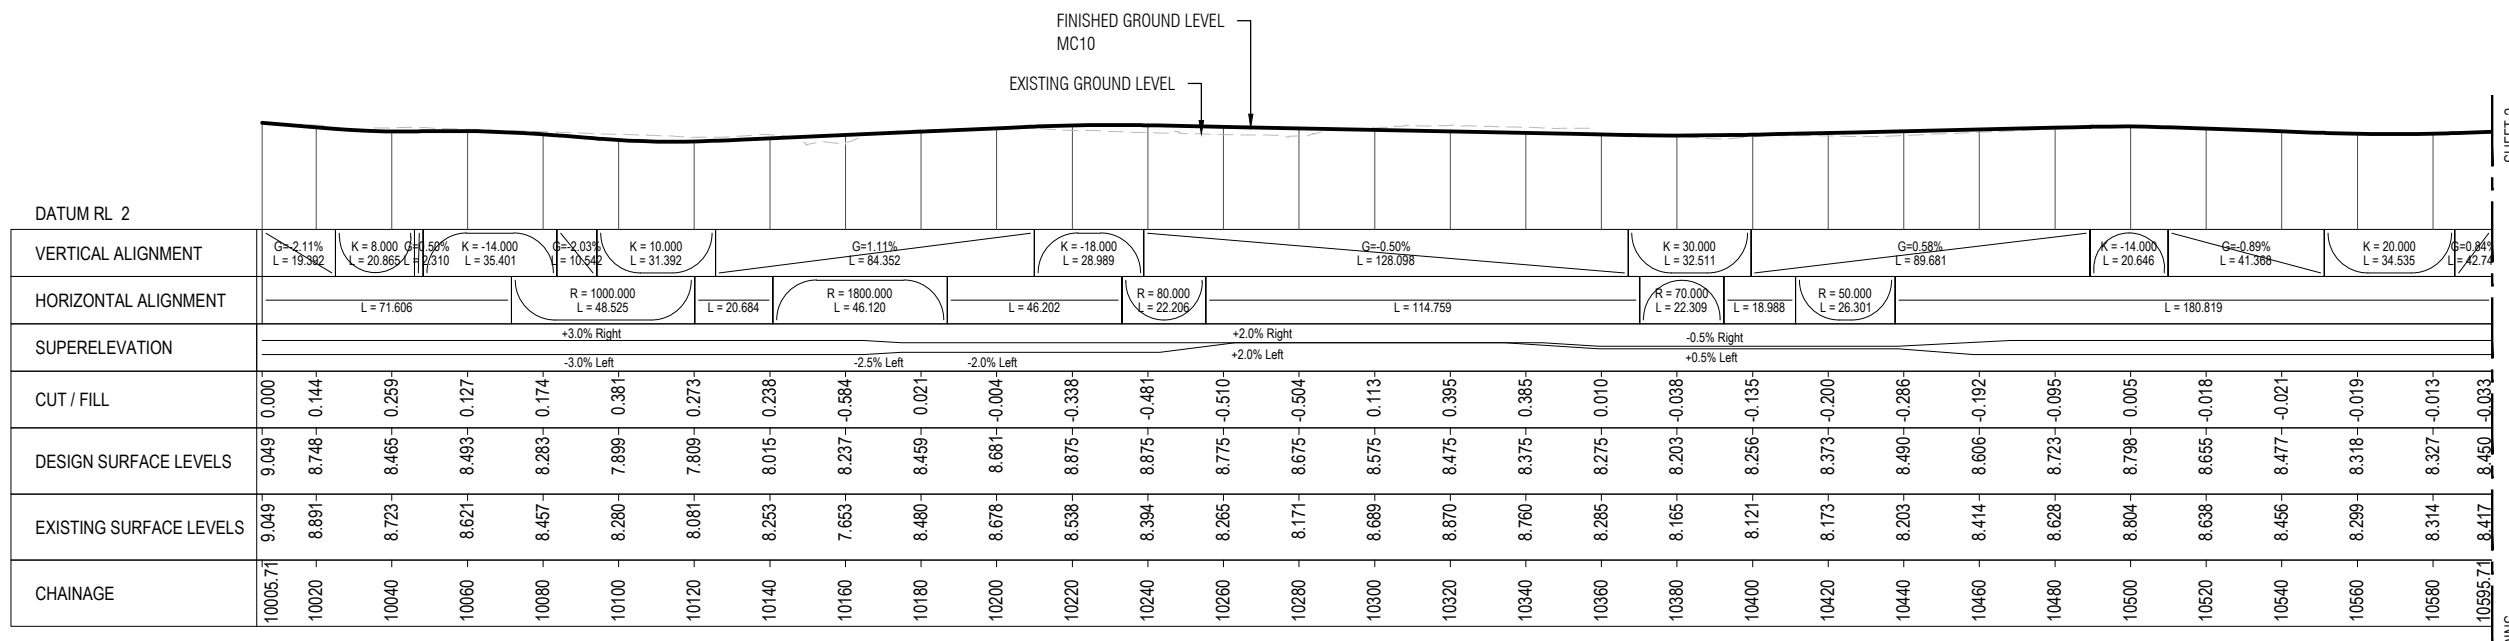 FINISHED GROUND LEVEL
MC10
EXISTING GROUND LEVEL
DATUM RL 2
VERTICAL ALIGNMENT
G=-2.11% K = 8.000 G=0.50% K = -14.000 G=-2.03% K = 10.000 G=1.11% K = -18.000 G=-0.50% K = 30.000 G=0.58% K = -14.000 G=-0.89% K = 20.000 G=0.84%
L = 19.392 L = 20.865 L = 2.310 L = 35.401 L = 10.542 L = 31.392 L = 84.352 L = 28.989 L = 128.098 L = 32.511 L = 89.681 L = 20.646 L = 41.368 L = 34.535 L = 42.74
HORIZONTAL ALIGNMENT
R = 1000.000 R = 1800.000 R = 80.000 R = 70.000 R = 50.000
L = 71.606 L = 48.525 L = 20.684 L = 46.120 L = 46.202 L = 22.206 L = 114.759 L = 22.309 L = 18.988 L = 26.301 L = 180.819
SUPERELEVATION
+3.0% Right +2.0% Right -0.5% Right
-3.0% Left -2.5% Left -2.0% Left +2.0% Left +0.5% Left
CUT / FILL
0.000 0.144 0.259 0.127 0.174 0.381 0.273 0.238 -0.584 0.021 -0.004 -0.338 -0.481 -0.510 -0.504 0.113 0.395 0.385 0.010 -0.038 -0.135 -0.200 -0.286 -0.192 -0.095 0.005 -0.018 -0.021 -0.019 -0.013 -0.033
DESIGN SURFACE LEVELS
9.049 8.748 8.465 8.493 8.283 7.899 7.809 8.015 8.237 8.459 8.681 8.875 8.875 8.775 8.675 8.575 8.475 8.375 8.275 8.203 8.256 8.373 8.490 8.606 8.723 8.798 8.655 8.477 8.318 8.327 8.450
EXISTING SURFACE LEVELS
9.049 8.891 8.723 8.621 8.457 8.280 8.081 8.253 7.653 8.480 8.678 8.538 8.394 8.265 8.171 8.689 8.870 8.760 8.285 8.165 8.121 8.173 8.203 8.414 8.628 8.804 8.638 8.456 8.299 8.314 8.417
CHAINAGE
10005.71 10020 10040 10060 10080 10100 10120 10140 10160 10180 10200 10220 10240 10260 10280 10300 10320 10340 10360 10380 10400 10420 10440 10460 10480 10500 10520 10540 10560 10580 10595.71